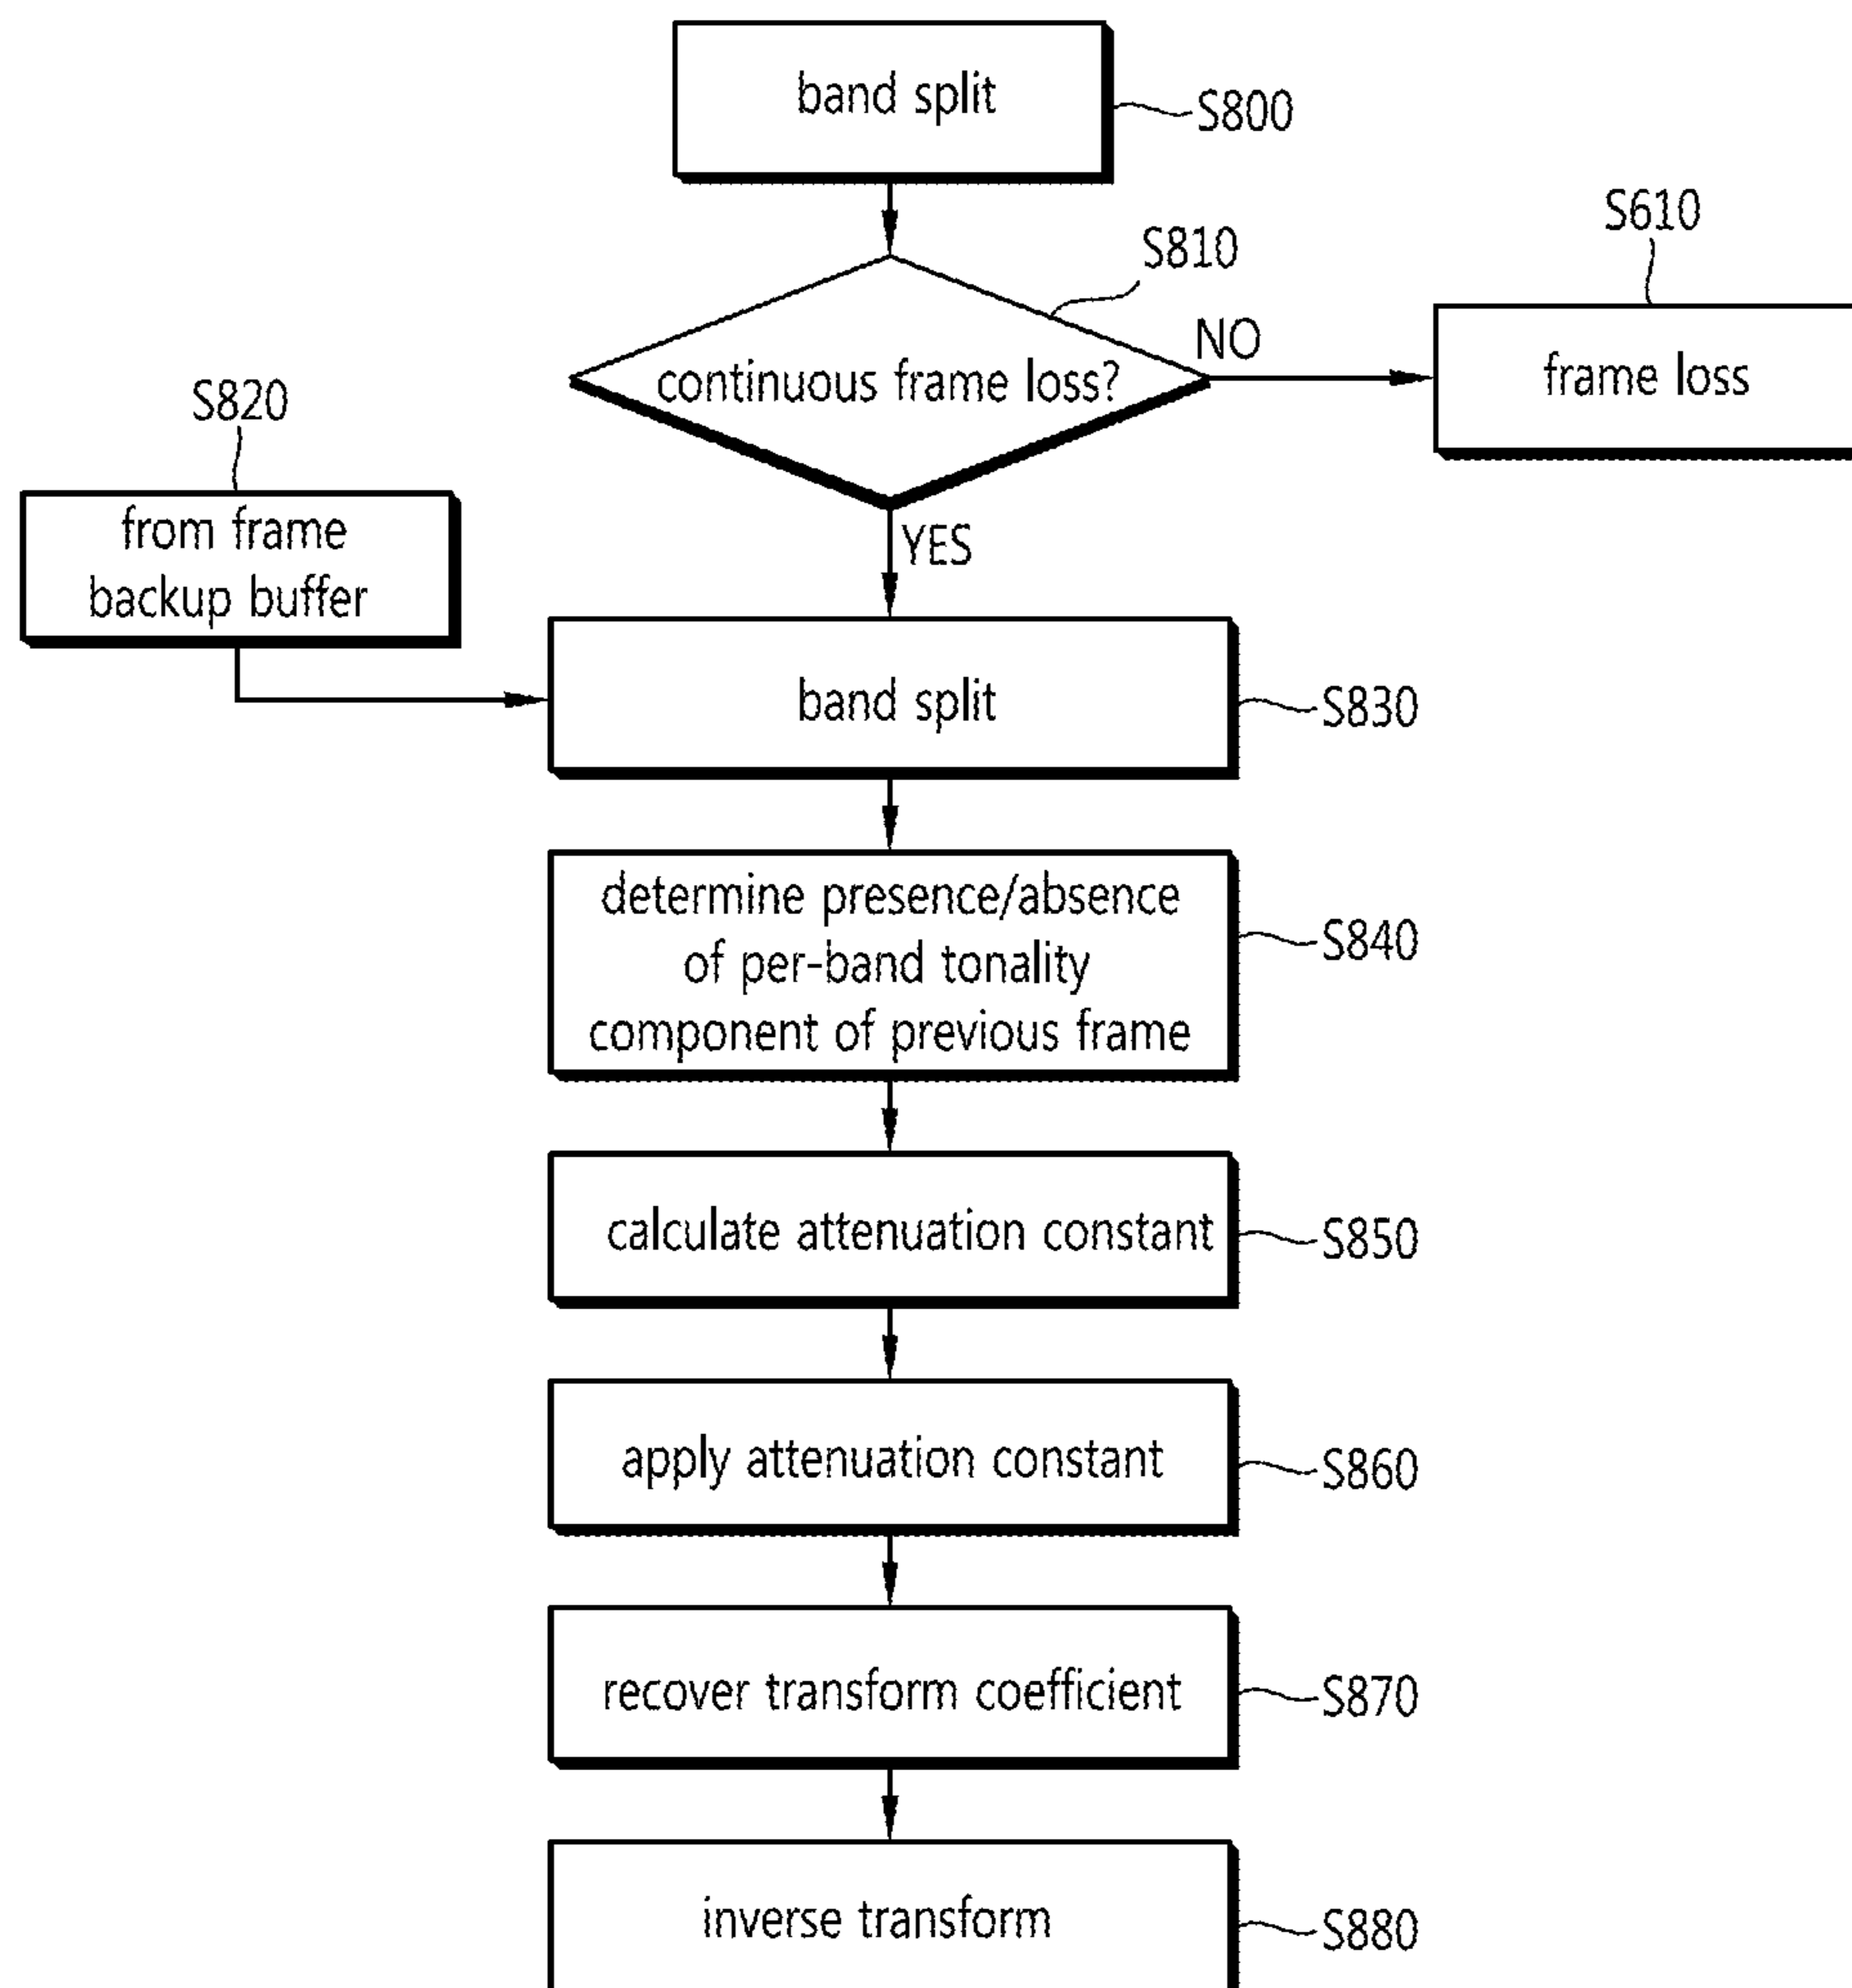 band split
S800
S610
S810
NO
continuous frame loss?
frame loss
S820
from frame
backup buffer
YES
band split
S830
determine presence/absence
of per-band tonality
component of previous frame
S840
calculate attenuation constant
S850
apply attenuation constant
S860
recover transform coefficient
S870
inverse transform
S880